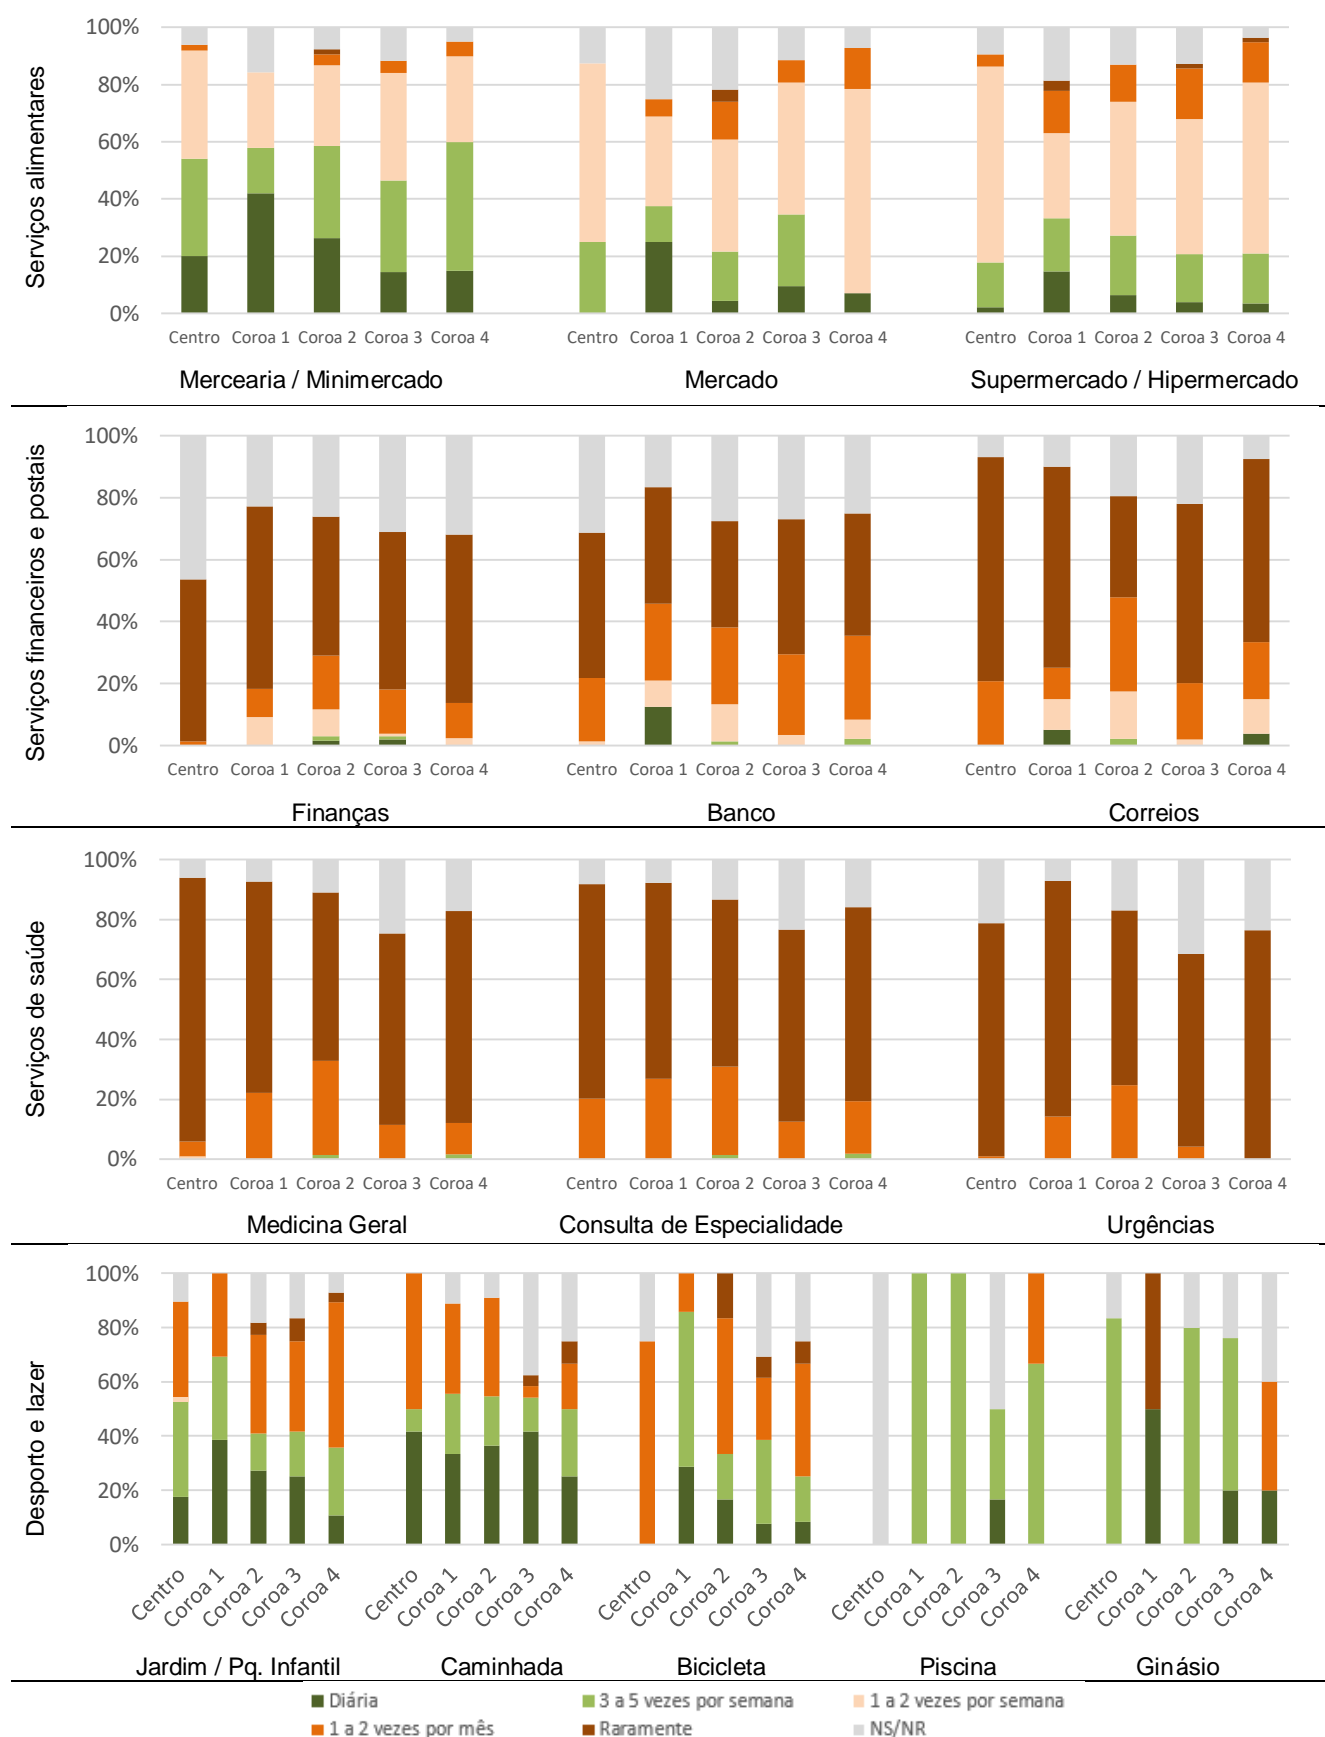 Serviços alimentares
100%
80%
60%
40%
20%
0%
Centro Coroa 1 Coroa 2 Coroa 3 Coroa 4 Centro Coroa 1 Coroa 2 Coroa 3 Coroa 4 Centro Coroa 1 Coroa 2 Coroa 3 Coroa 4
Mercearia / Minimercado Mercado Supermercado / Hipermercado
Serviços financeiros e postais
100%
80%
60%
40%
20%
0%
Centro Coroa 1 Coroa 2 Coroa 3 Coroa 4 Centro Coroa 1 Coroa 2 Coroa 3 Coroa 4 Centro Coroa 1 Coroa 2 Coroa 3 Coroa 4
Finanças Banco Correios
Serviços de saúde
100%
80%
60%
40%
20%
0%
Centro Coroa 1 Coroa 2 Coroa 3 Coroa 4 Centro Coroa 1 Coroa 2 Coroa 3 Coroa 4 Centro Coroa 1 Coroa 2 Coroa 3 Coroa 4
Medicina Geral Consulta de Especialidade Urgências
Desporto e lazer
100%
80%
60%
40%
20%
0%
Centro Coroa 1 Coroa 2 Coroa 3 Coroa 4 Centro Coroa 1 Coroa 2 Coroa 3 Coroa 4 Centro Coroa 1 Coroa 2 Coroa 3 Coroa 4 Centro Coroa 1 Coroa 2 Coroa 3 Coroa 4 Centro Coroa 1 Coroa 2 Coroa 3 Coroa 4
Jardim / Pq. Infantil Caminhada Bicicleta Piscina Ginásio
Diária 3 a 5 vezes por semana 1 a 2 vezes por semana
1 a 2 vezes por mês Raramente NS/NR